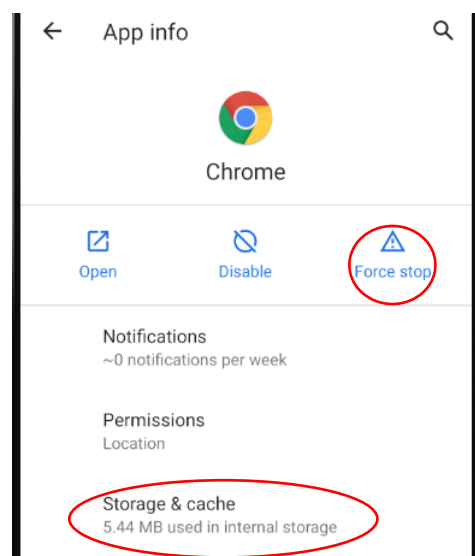 App info
Chrome
Open
Disable
Force stop
Notifications
~0 notifications per week
Permissions
Location
Storage & cache
5.44 MB used in internal storage